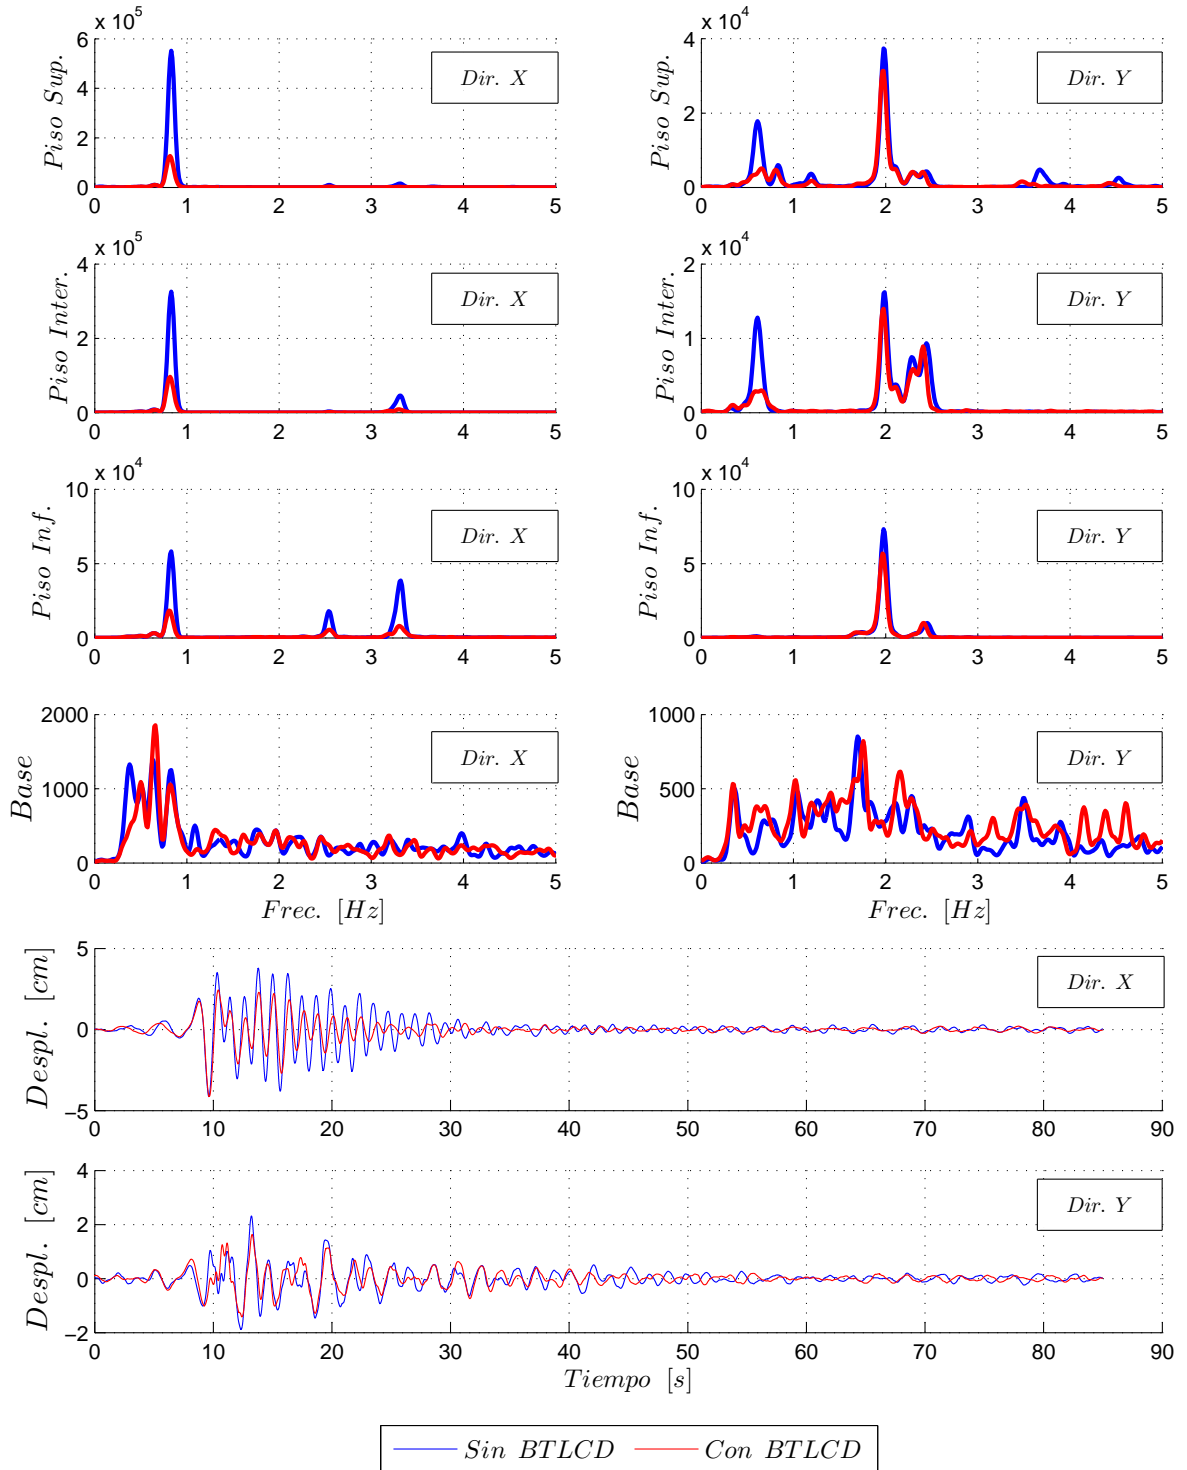 x 10^5
6
4
2
0
Piso Sup.
Dir. X
0 1 2 3 4 5
x 10^4
4
2
0
Piso Sup.
Dir. Y
0 1 2 3 4 5
x 10^5
4
2
0
Piso Inter.
Dir. X
0 1 2 3 4 5
x 10^4
2
1
0
Piso Inter.
Dir. Y
0 1 2 3 4 5
x 10^4
10
5
0
Piso Inf.
Dir. X
0 1 2 3 4 5
x 10^4
10
5
0
Piso Inf.
Dir. Y
0 1 2 3 4 5
2000
1000
0
Base
Dir. X
0 1 2 3 4 5
Frec. [Hz]
1000
500
0
Base
Dir. Y
0 1 2 3 4 5
Frec. [Hz]
5
0
−5
Despl. [cm]
Dir. X
0 10 20 30 40 50 60 70 80 90
4
2
0
−2
Despl. [cm]
Dir. Y
0 10 20 30 40 50 60 70 80 90
Tiempo [s]
Sin BTLCD Con BTLCD